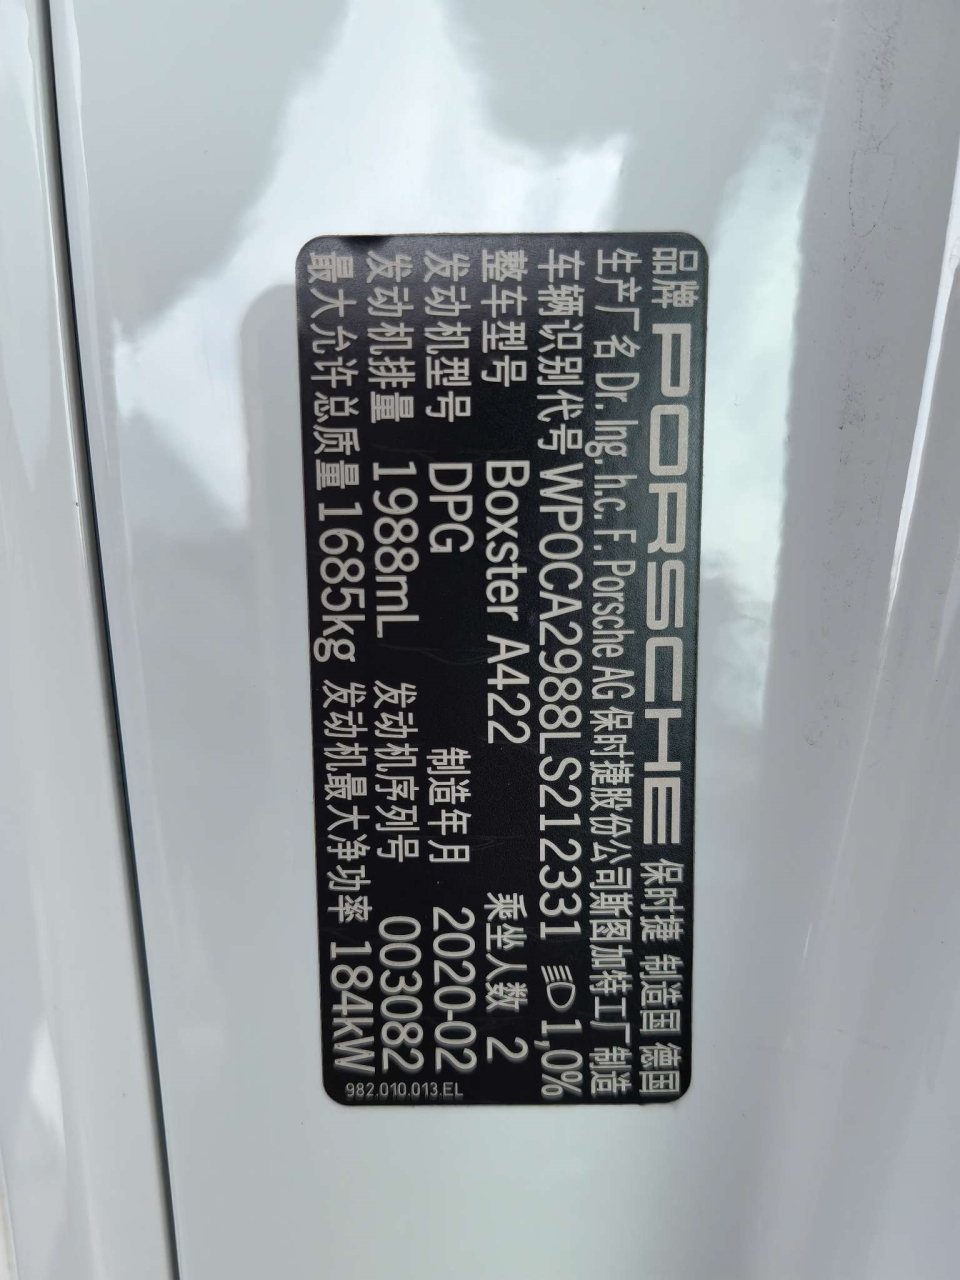 品牌 PORSCHE 保时捷 制造国 德国
生产厂名 Dr. Ing. h.c. F. Porsche AG 保时捷股份公司斯图加特工厂 制造
车辆识别代号 WP0CA2988LS212331 1,0%
整车型号 Boxster A422 乘坐人数 2
发动机型号 DPG 制造年月 2020-02
发动机排量 1988mL 发动机序列号 003082
最大允许总质量 1685kg 发动机最大净功率 184kW
982.010.013.EL